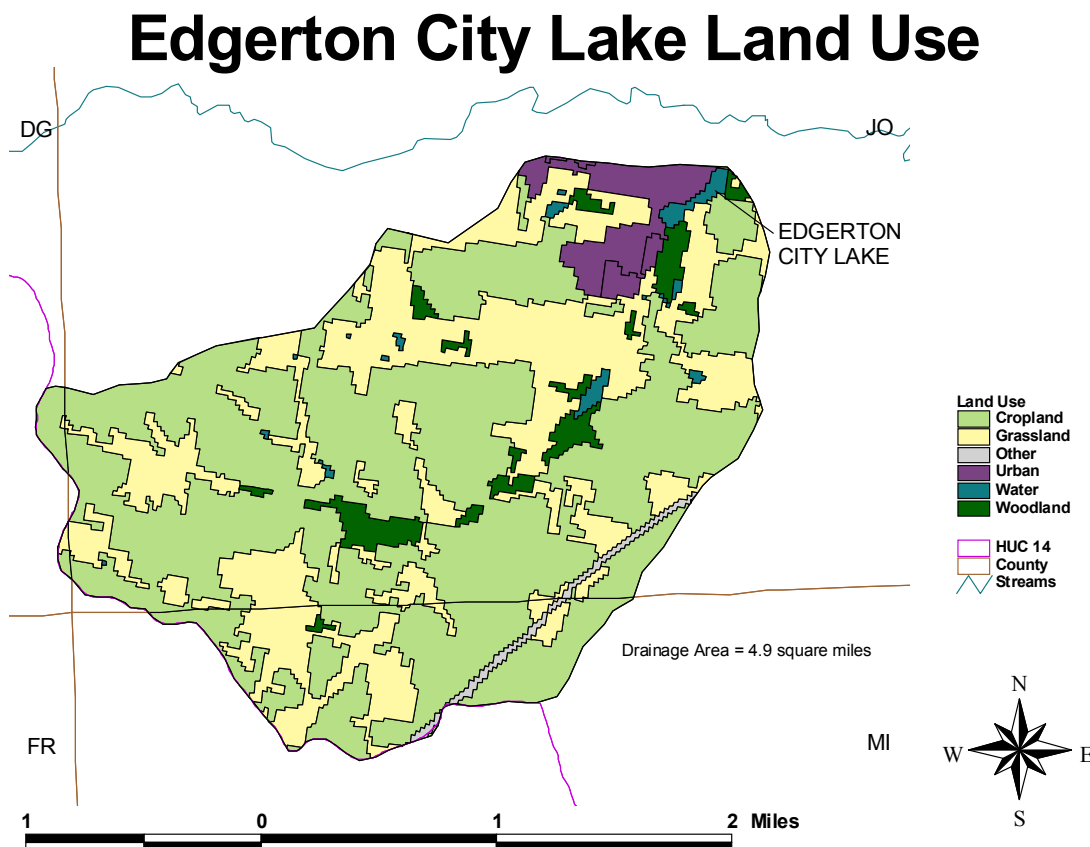 Edgerton City Lake Land Use
DG
JO
EDGERTON
CITY LAKE
Land Use
Cropland
Grassland
Other
Urban
Water
Woodland
HUC 14
County
Streams
Drainage Area = 4.9 square miles
N
W
E
S
FR
MI
1 0 1 2 Miles